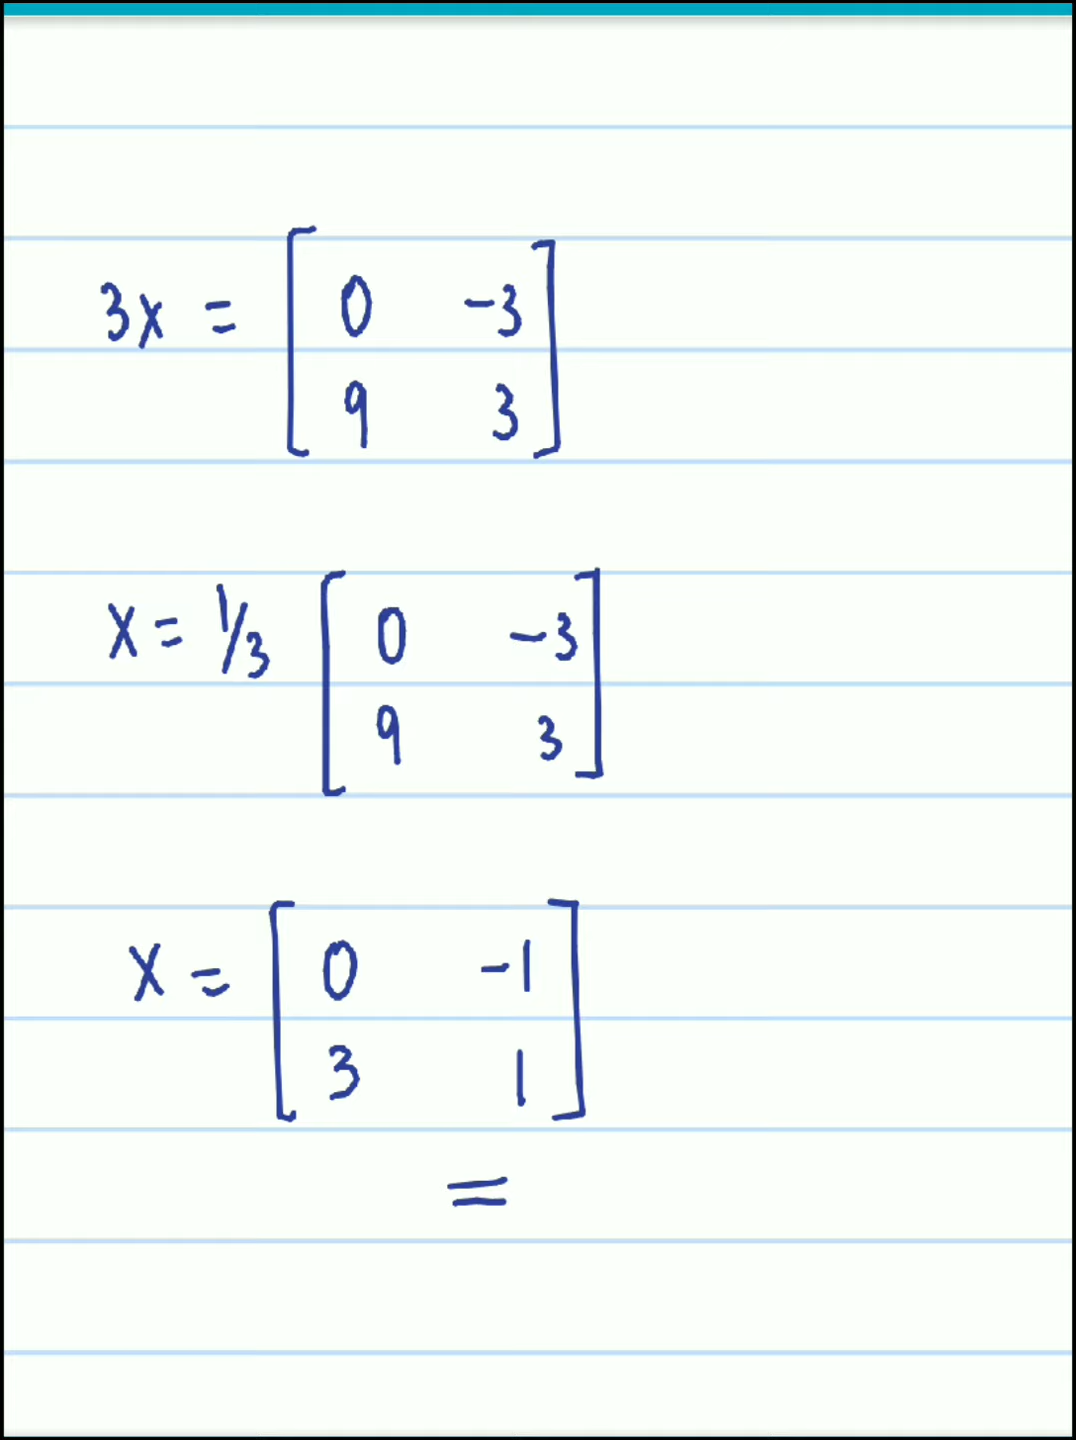 3x = [ 0 -3
9 3 ]
x = 1/3 [ 0 -3
9 3 ]
x = [ 0 -1
3 1 ]
=